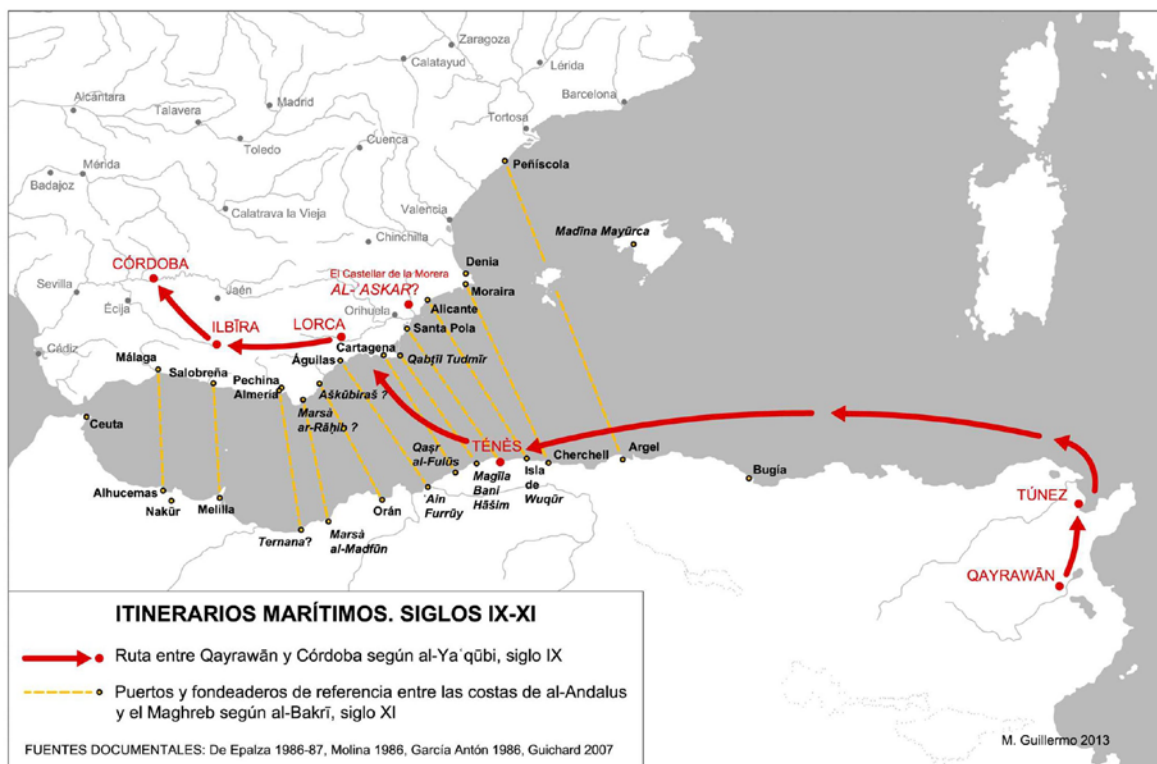 Zaragoza
Calatayud
Lérida
Barcelona
Alcántara
Madrid
Talavera
Tortosa
Toledo
Cuenca
Peñíscola
Mérida
Badajoz
Calatrava la Vieja
Valencia
Madīna Mayūrca
Chinchilla
CÓRDOBA
Denia
El Castellar de la Morera
AL- ASKAR?
Moraira
Sevilla
Jaén
Écija
Orihuela
Alicante
ILBĪRA
LORCA
Santa Pola
Cádiz
Cartagena
Málaga
Águilas
Qabṭīl Tudmīr
Salobreña
Pechina
Almería
Aškūbiraš ?
Marsà
ar-Rāḥib ?
Ceuta
Qaṣr
al-Fulūs
TÉNÈS
Argel
Cherchell
Isla
de
Wuqūr
Magīla
Bani
Hāšim
Bugía
Alhucemas
Nakūr
Melilla
Orán
ʿAin
Furrūy
TÚNEZ
Ternana?
Marsà
al-Madfūn
QAYRAWĀN
ITINERARIOS MARÍTIMOS. SIGLOS IX-XI
Ruta entre Qayrawān y Córdoba según al-Yaʿqūbi, siglo IX
Puertos y fondeaderos de referencia entre las costas de al-Andalus
y el Maghreb según al-Bakrī, siglo XI
FUENTES DOCUMENTALES: De Epalza 1986-87, Molina 1986, García Antón 1986, Guichard 2007
M. Guillermo 2013